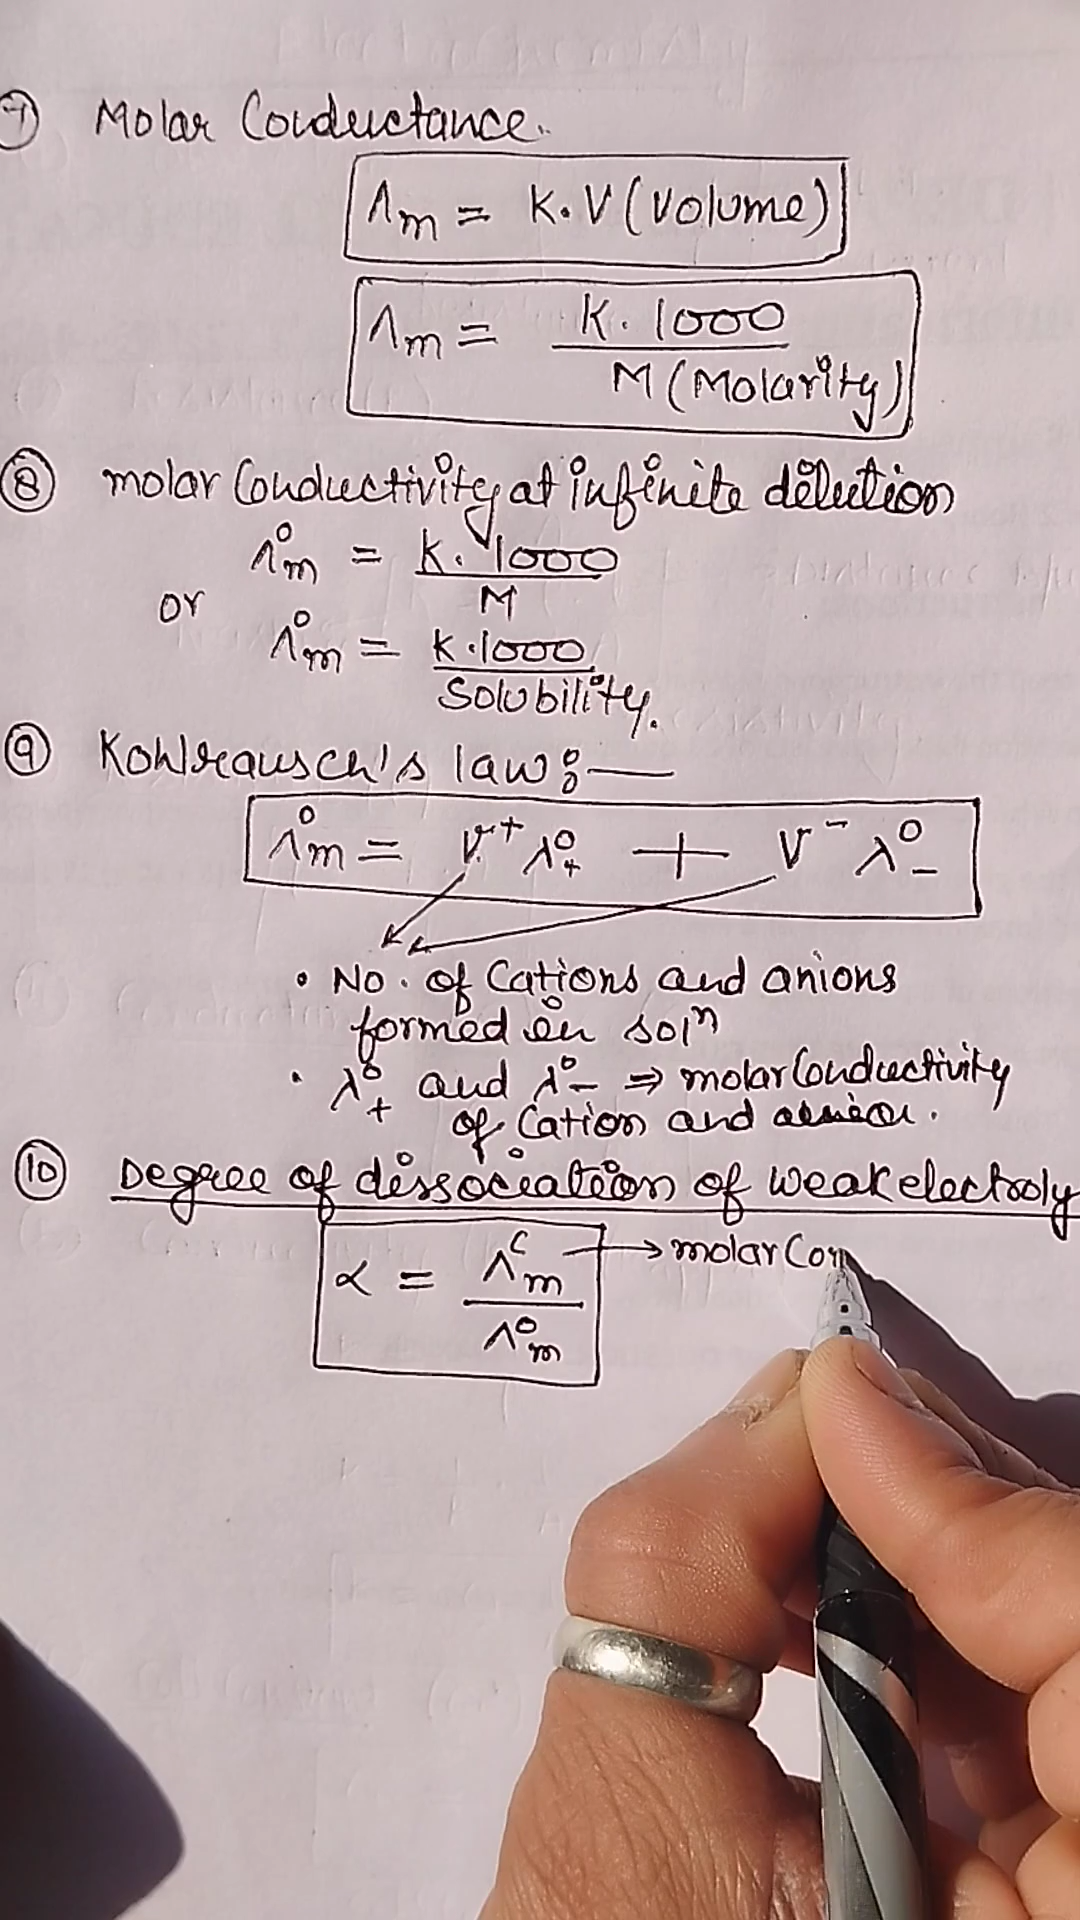 ⑦ Molar Conductance.
Λm = K.V (Volume)
Λm = K. 1000
M (Molarity)
⑧ molar Conductivity at infinite dilution
Λ°m = K. 1000
M
or
Λ°m = K.1000
Solubility.
⑨ Kohlrausch's law :—
Λ°m = V⁺ λ°₊ + V⁻ λ°₋
• No. of Cations and anions
formed in solⁿ
• λ°₊ and λ°₋ ⇒ molar Conductivity
of Cation and anion.
⑩ Degree of dissociation of weak electroly
α = Λᶜm → molar Con
Λ°m